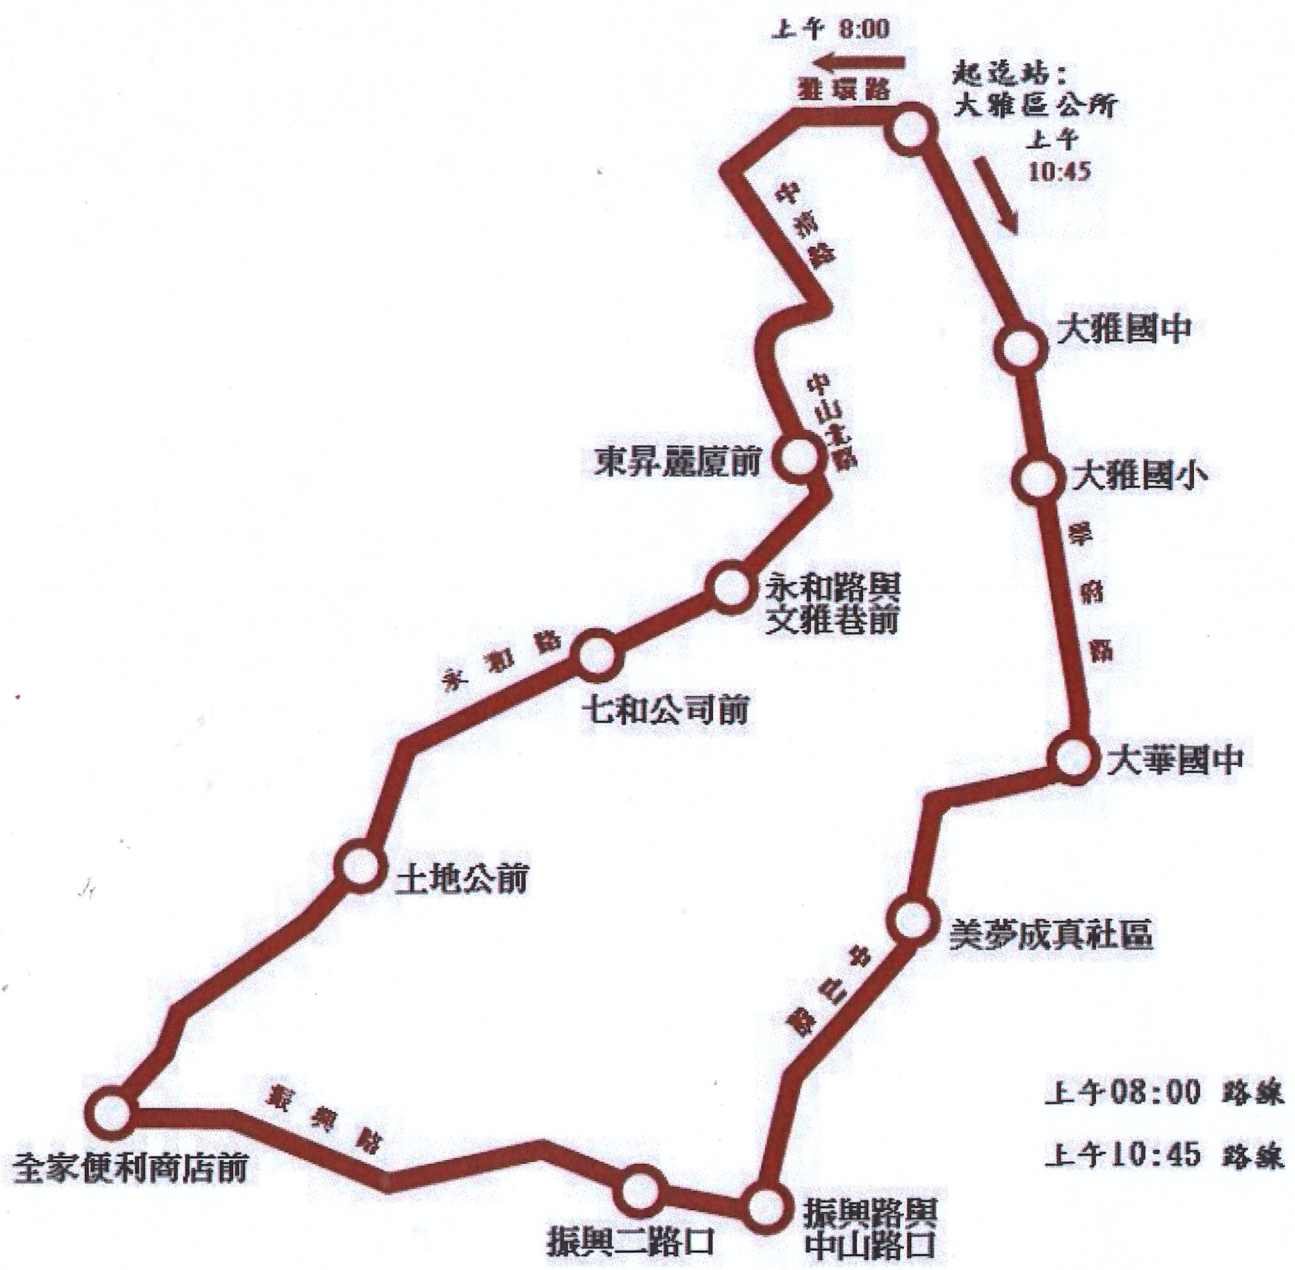 上午 8:00
雅環路
起迄站：
大雅區公所
上午
10:45
中清路
大雅國中
中山北路
東昇麗廈前
大雅國小
學府路
永和路與
文雅巷前
永和路
七和公司前
大華國中
土地公前
美夢成真社區
中山路
上午08:00 路線
振興路
上午10:45 路線
全家便利商店前
振興路與
中山路口
振興二路口